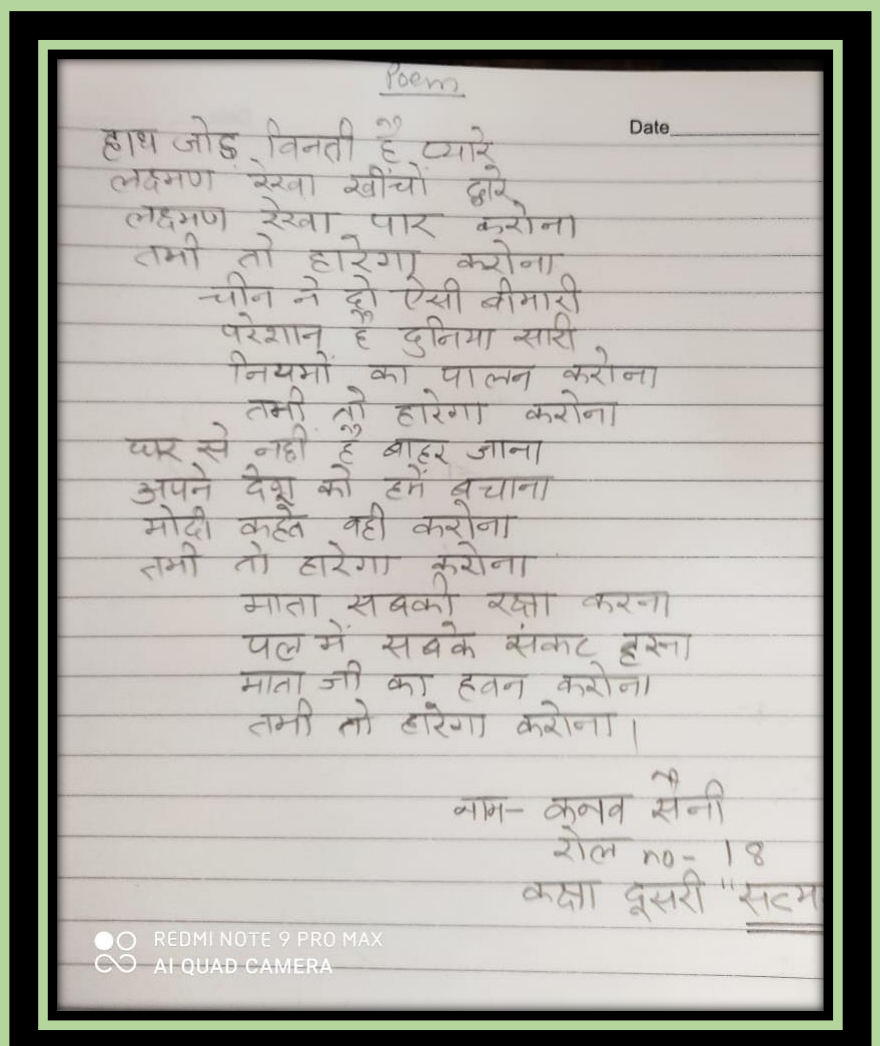 Poem
Date
हाथ जोड़ विनती है प्यारे
लक्ष्मण रेखा खींचों द्वारे
लक्ष्मण रेखा पार करोना
तभी तो हारेगा करोना
चीन ने दी ऐसी बीमारी
परेशान है दुनिया सारी
नियमों का पालन करोना
तभी तो हारेगा करोना
घर से नहीं है बाहर जाना
अपने देश को हमें बचाना
मोदी कहते वही करोना
तभी तो हारेगा करोना
माता सबकी रक्षा करना
पल में सबके संकट हरना
माता जी का हवन करोना
तभी तो हारेगा करोना।
नाम- कुनव सैनी
रोल no- 18
कक्षा दूसरी "सत्य
REDMI NOTE 9 PRO MAX
AI QUAD CAMERA